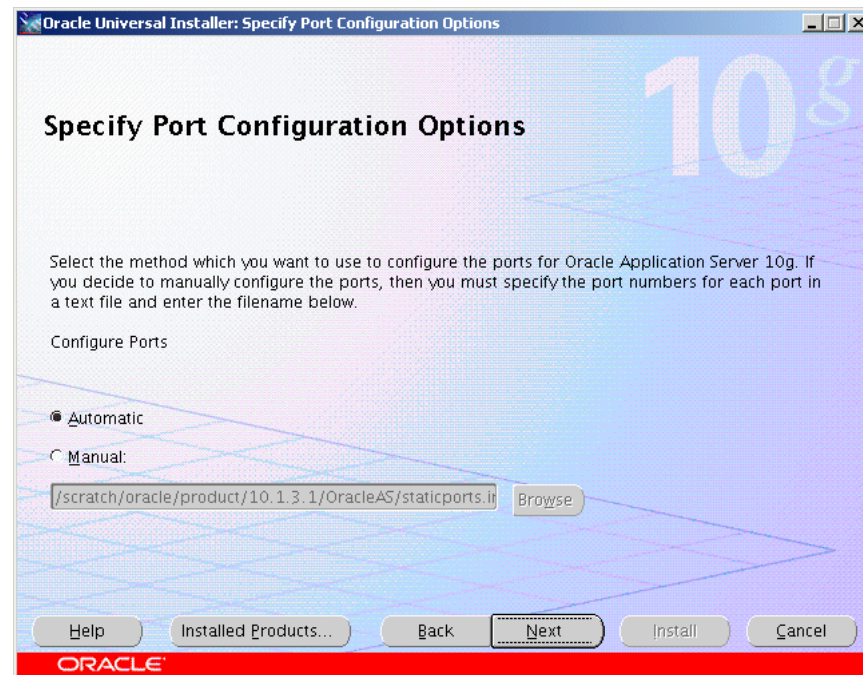 Oracle Universal Installer: Specify Port Configuration Options
10g
Specify Port Configuration Options
Select the method which you want to use to configure the ports for Oracle Application Server 10g. If
you decide to manually configure the ports, then you must specify the port numbers for each port in
a text file and enter the filename below.
Configure Ports
Automatic
Manual:
/scratch/oracle/product/10.1.3.1/OracleAS/staticports.ir
Browse
Help
Installed Products...
Back
Next
Install
Cancel
ORACLE